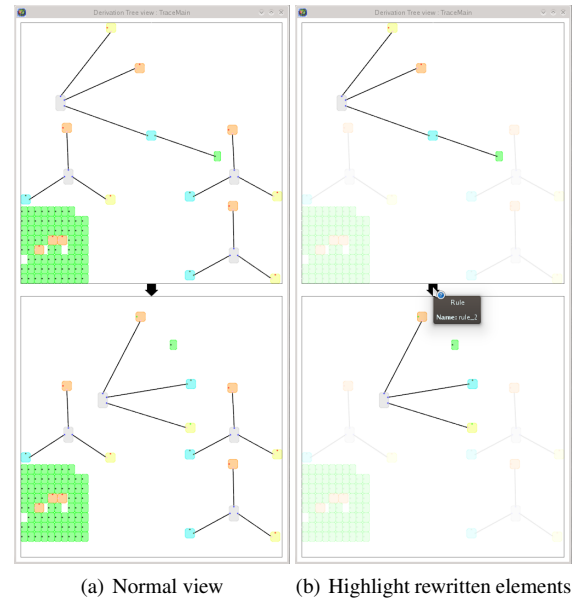 Derivation Tree view : TraceMain
Derivation Tree view : TraceMain
Rule
Name: rule_2
(a) Normal view
(b) Highlight rewritten elements